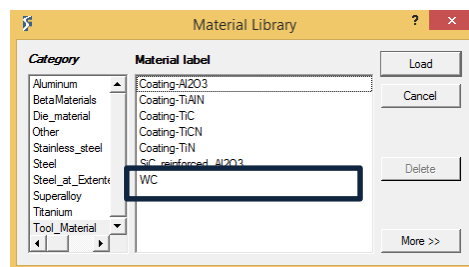 Material Library
Category
Material label
Load
Aluminum
BetaMaterials
Die_material
Other
Stainless_steel
Steel
Steel_at_Extente
Superalloy
Titanium
Tool_Material
Coating-Al2O3
Coating-TiAlN
Coating-TiC
Coating-TiCN
Coating-TiN
SiC_reinforced_Al2O3
WC
Cancel
Delete
More >>